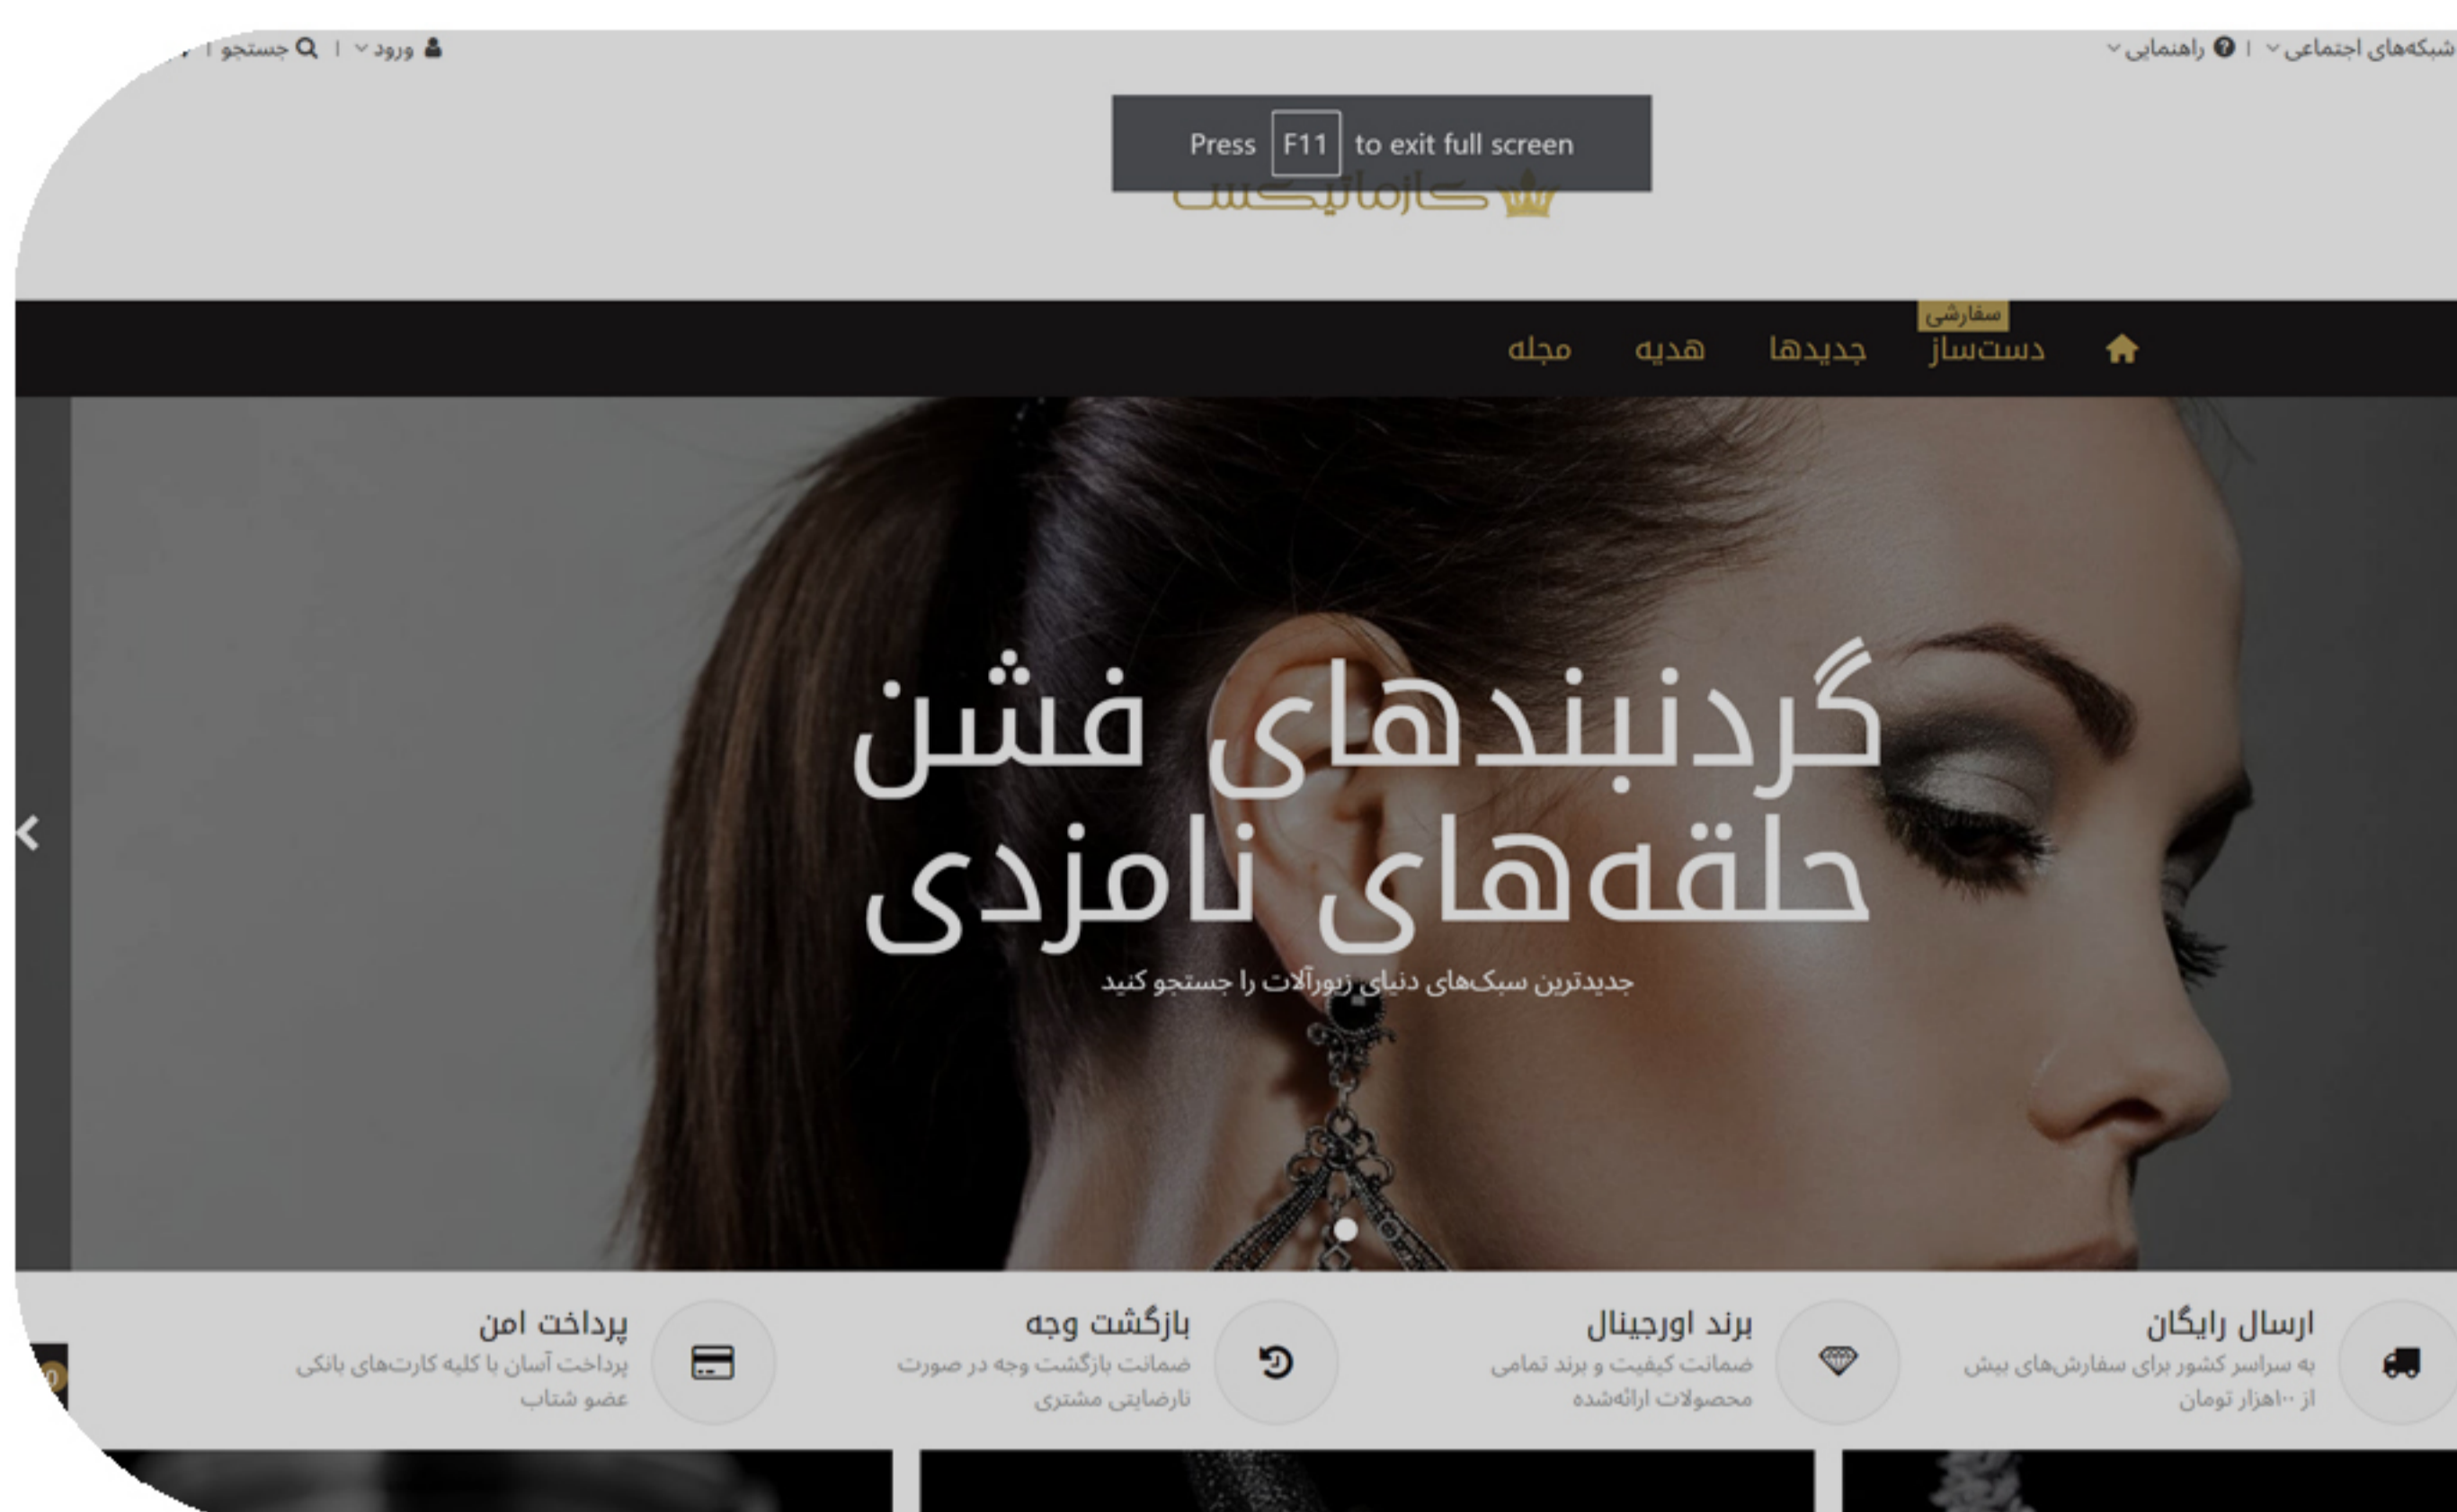 شبکه‌های اجتماعی | راهنمایی
ورود | جستجو |
Press F11 to exit full screen
کازماتیکس
سفارشی
دست‌ساز جدیدها هدیه مجله
گردنبندهای فشن
حلقه‌های نامزدی
جدیدترین سبک‌های دنیای زیورآلات را جستجو کنید
ارسال رایگان
به سراسر کشور برای سفارش‌های بیش
از ۱۰۰هزار تومان
برند اورجینال
ضمانت کیفیت و برند تمامی
محصولات ارائه‌شده
بازگشت وجه
ضمانت بازگشت وجه در صورت
نارضایتی مشتری
پرداخت امن
پرداخت آسان با کلیه کارت‌های بانکی
عضو شتاب
0